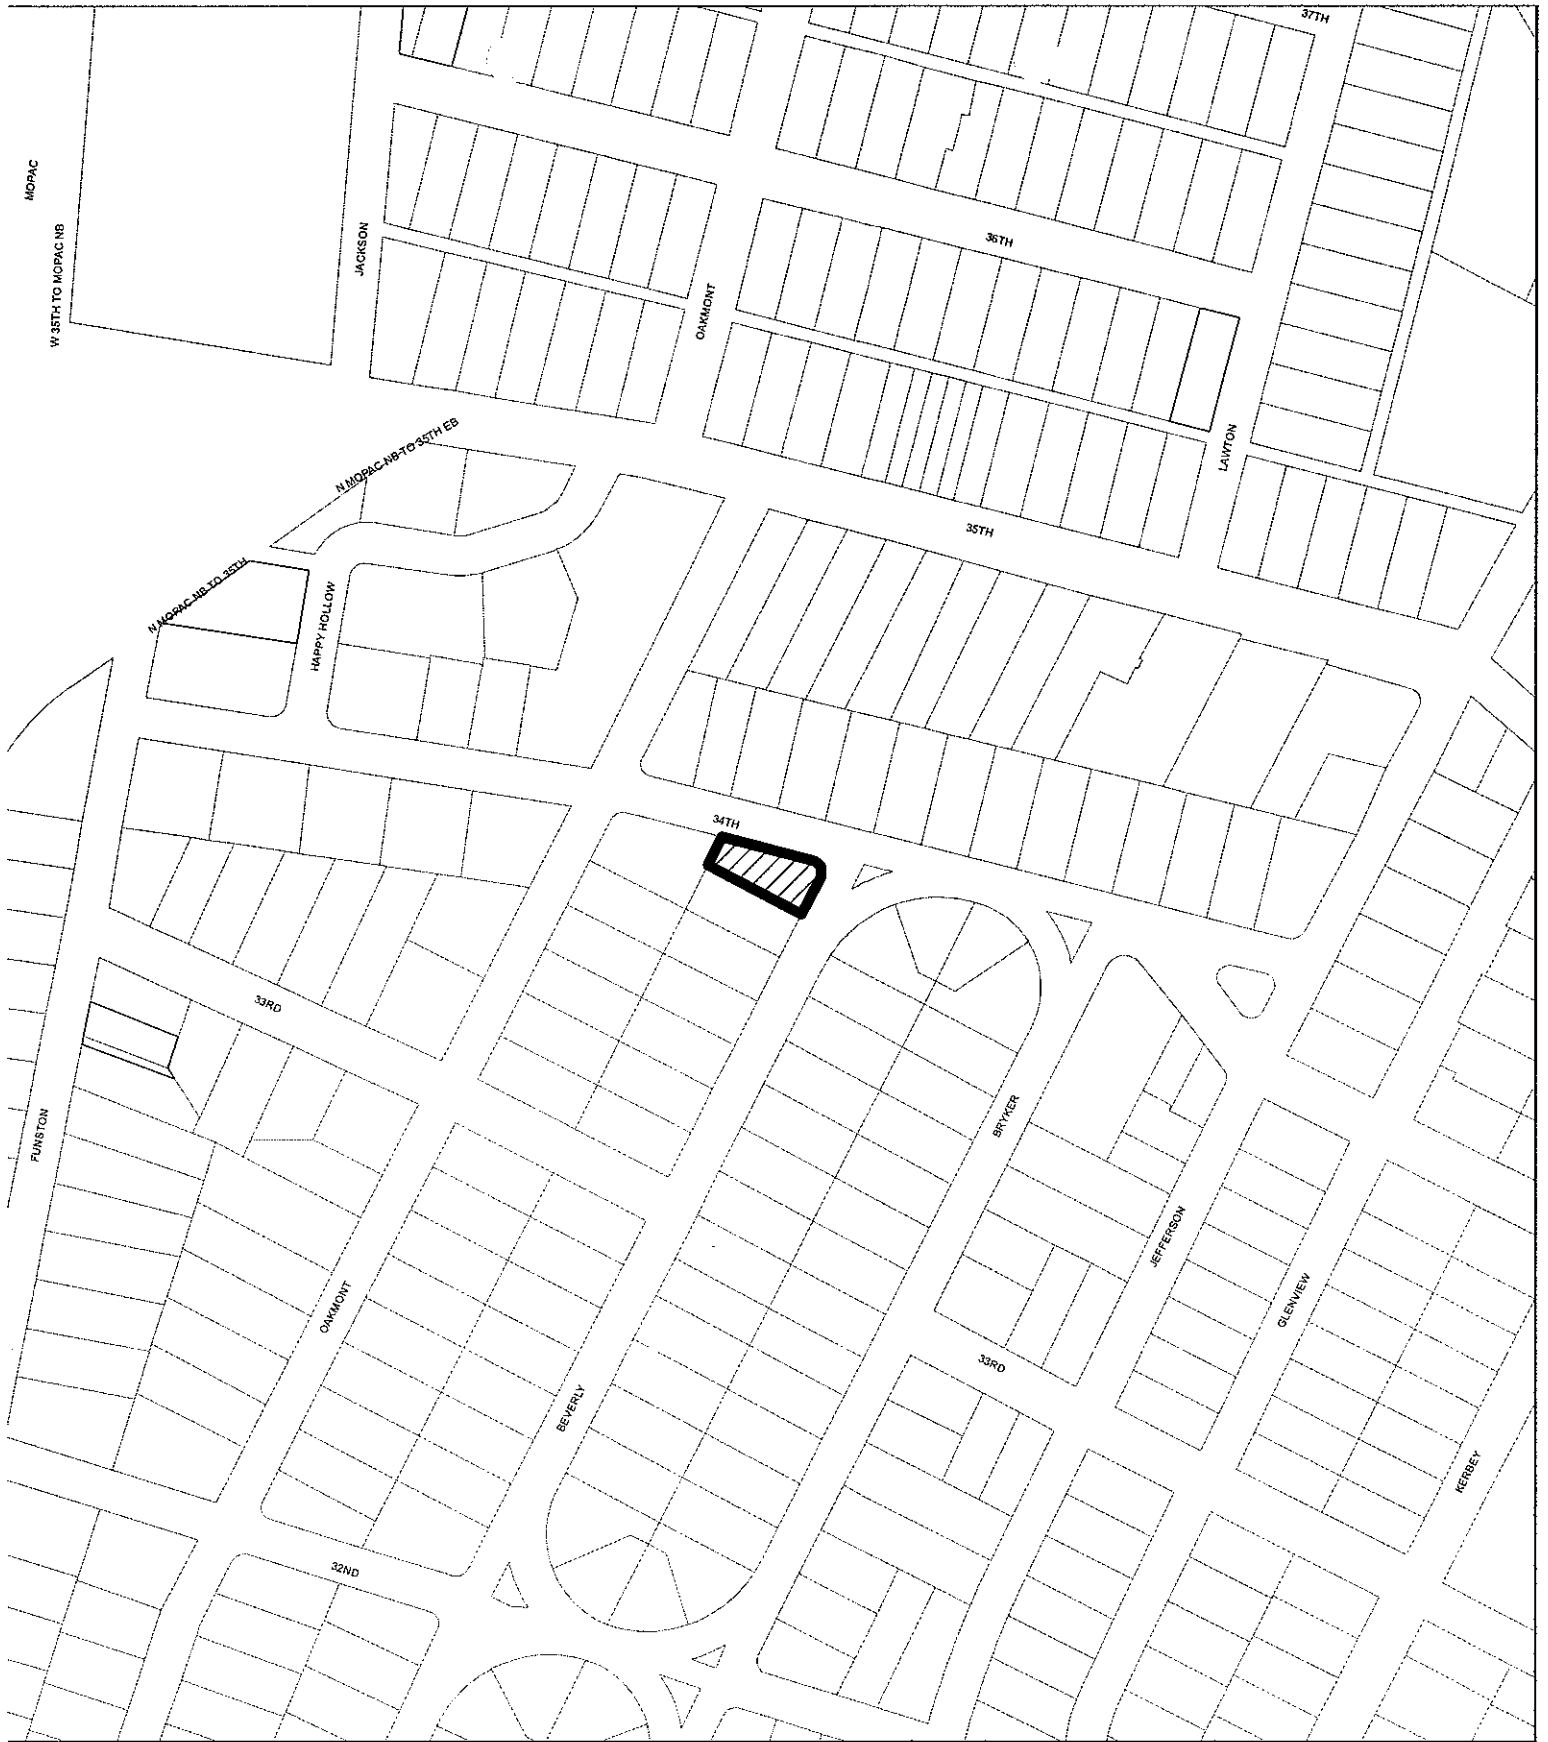 37TH
MOPAC
W 35TH TO MOPAC NB
JACKSON
36TH
OAKMONT
N MOPAC NB TO 35TH EB
LAWTON
35TH
N MOPAC NB TO 35TH
HAPPY HOLLOW
34TH
33RD
FUNSTON
BRYKER
JEFFERSON
OAKMONT
GLENVIEW
33RD
BEVERLY
KERBEY
32ND